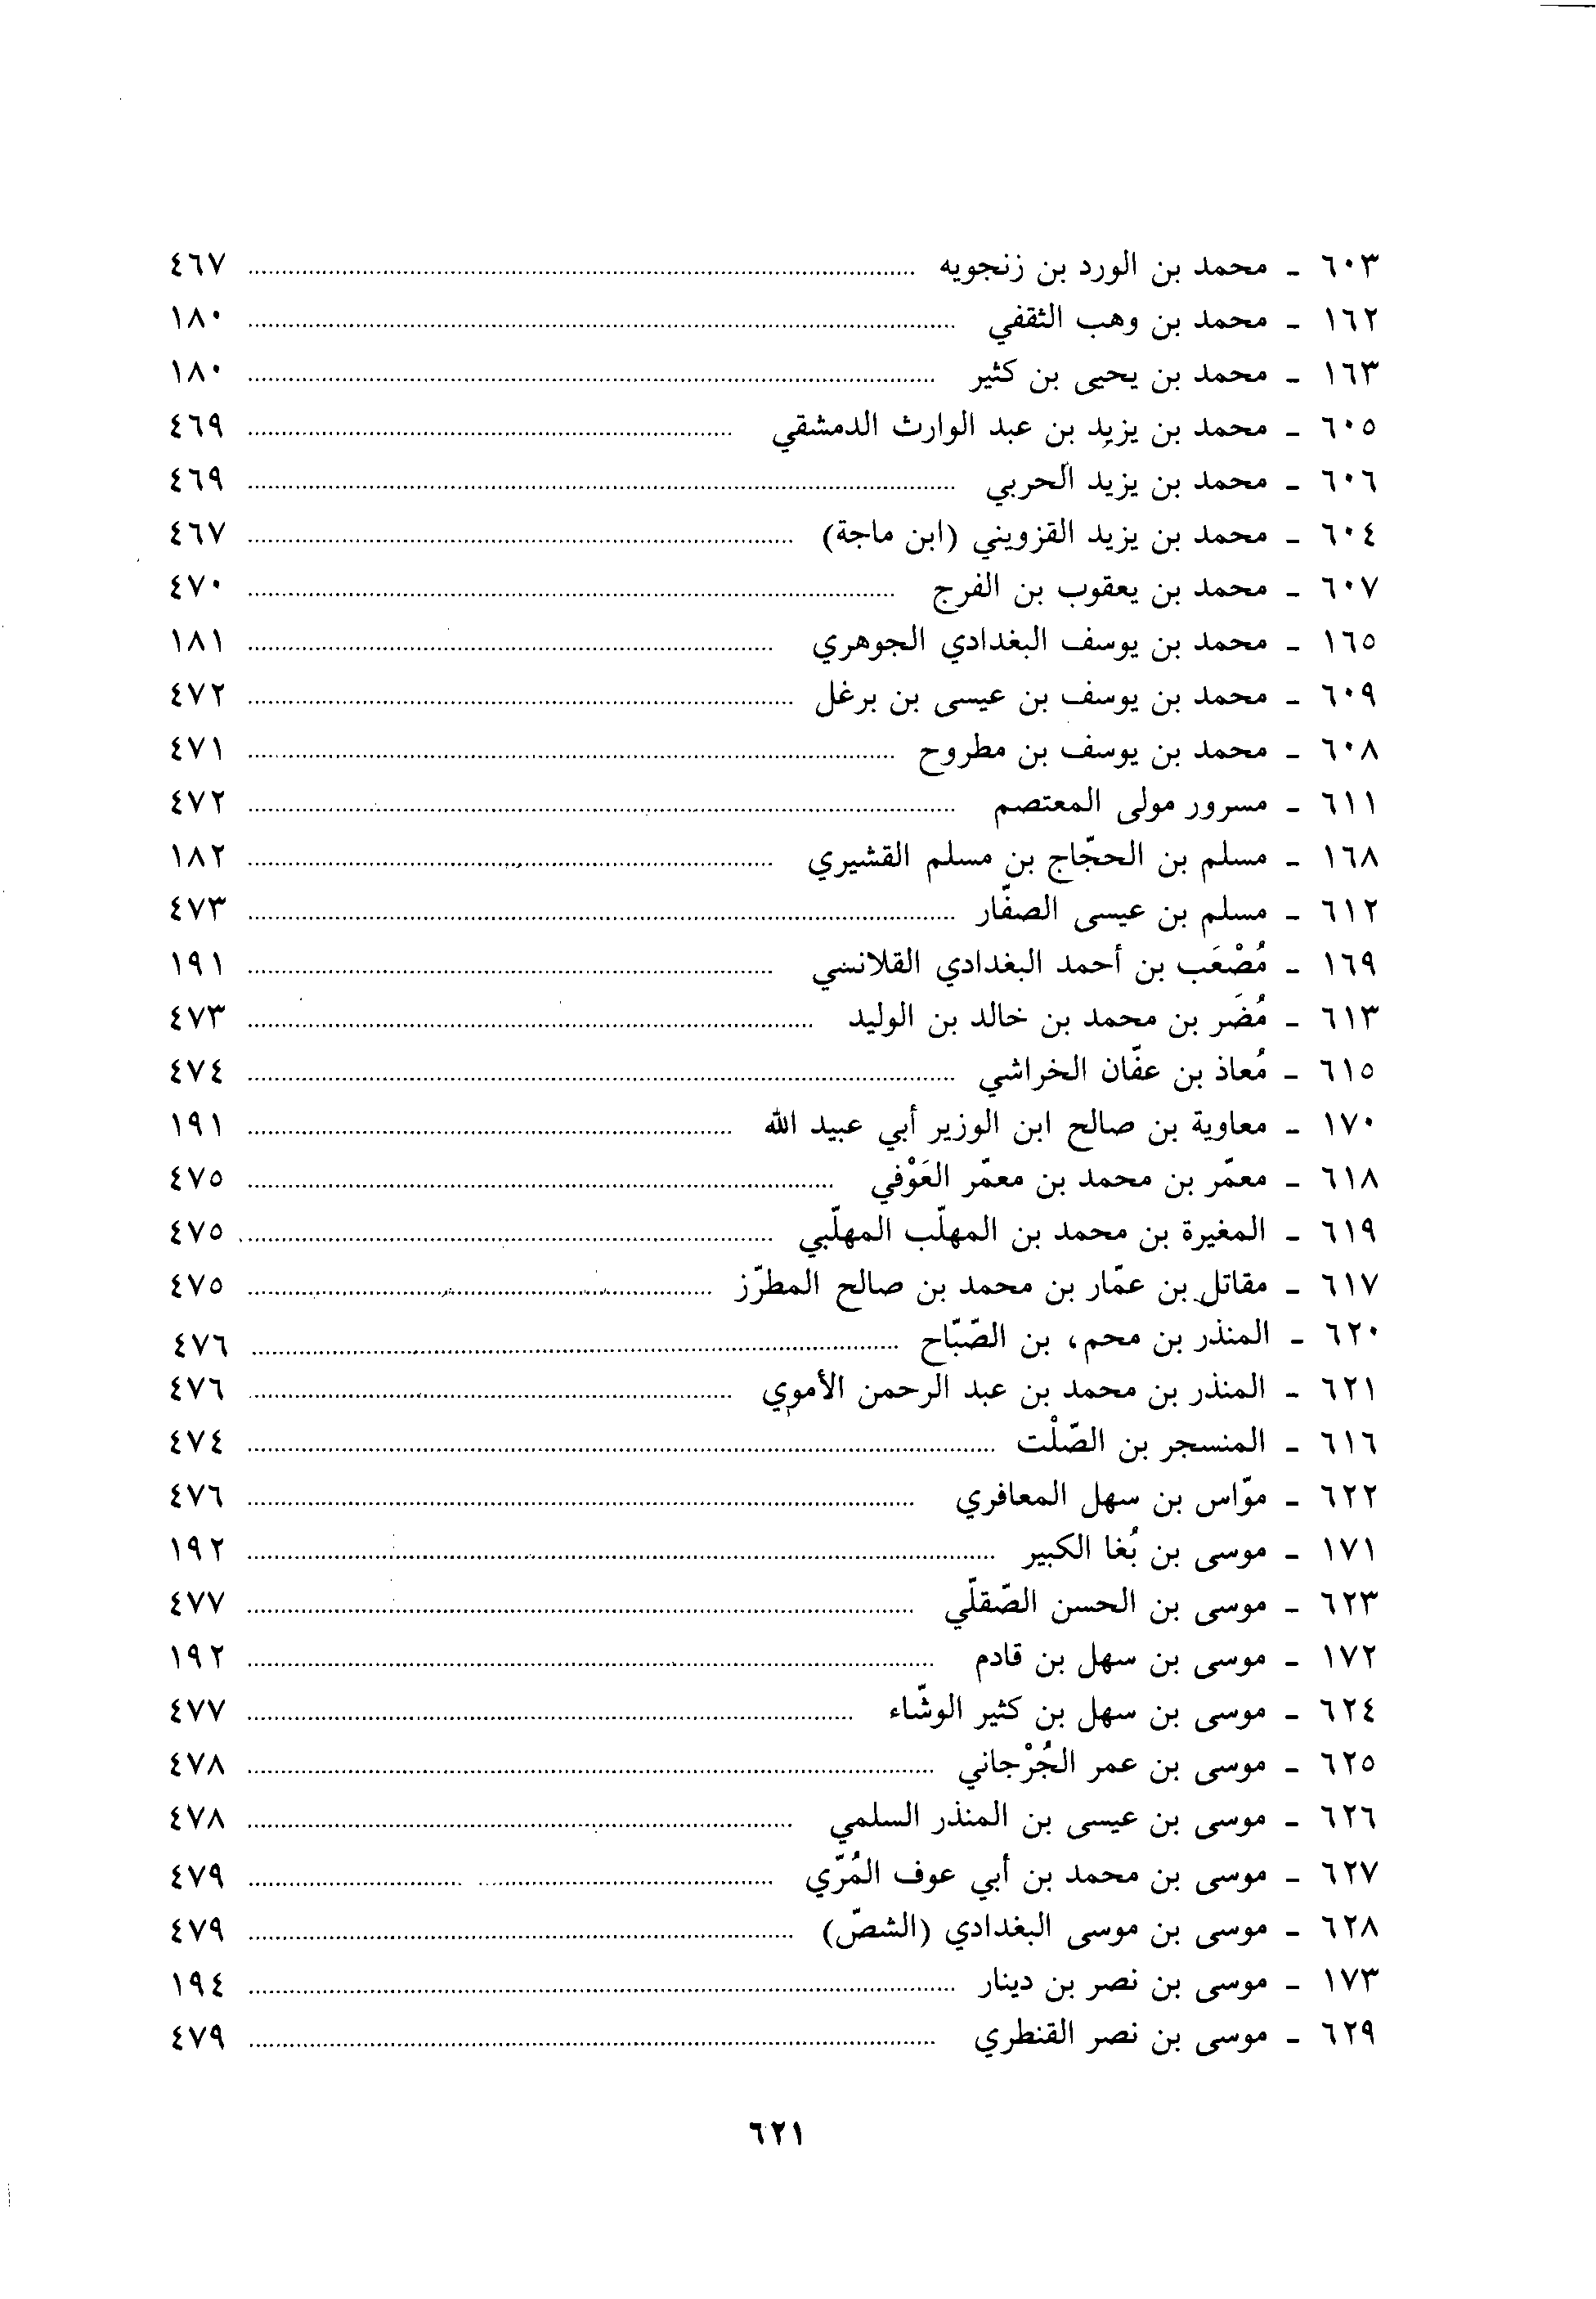 ٦٠٣ ـ محمد بن الورد بن زنجويه ........ ٤٦٧
١٦٢ ـ محمد بن وهب الثقفي ........ ١٨٠
١٦٣ ـ محمد بن يحيى بن كثير ........ ١٨٠
٦٠٥ ـ محمد بن يزيد بن عبد الوارث الدمشقي ........ ٤٦٩
٦٠٦ ـ محمد بن يزيد الحربي ........ ٤٦٩
٦٠٤ ـ محمد بن يزيد القزويني (ابن ماجة) ........ ٤٦٧
٦٠٧ ـ محمد بن يعقوب بن الفرج ........ ٤٧٠
١٦٥ ـ محمد بن يوسف البغدادي الجوهري ........ ١٨١
٦٠٩ ـ محمد بن يوسف بن عيسى بن برغل ........ ٤٧٢
٦٠٨ ـ محمد بن يوسف بن مطروح ........ ٤٧١
٦١١ ـ مسرور مولى المعتصم ........ ٤٧٢
١٦٨ ـ مسلم بن الحجّاج بن مسلم القشيري ........ ١٨٢
٦١٢ ـ مسلم بن عيسى الصفّار ........ ٤٧٣
١٦٩ ـ مُصْعَب بن أحمد البغدادي القلانسي ........ ١٩١
٦١٣ ـ مُضَر بن محمد بن خالد بن الوليد ........ ٤٧٣
٦١٥ ـ مُعاذ بن عفّان الخراشي ........ ٤٧٤
١٧٠ ـ معاوية بن صالح ابن الوزير أبي عبيد الله ........ ١٩١
٦١٨ ـ معمّر بن محمد بن معمّر العَوْفي ........ ٤٧٥
٦١٩ ـ المغيرة بن محمد بن المهلّب المهلّبي ........ ٤٧٥
٦١٧ ـ مقاتل بن عمّار بن محمد بن صالح المطرّز ........ ٤٧٥
٦٢٠ ـ المنذر بن محم، بن الصّبّاح ........ ٤٧٦
٦٢١ ـ المنذر بن محمد بن عبد الرحمن الأموي ........ ٤٧٦
٦١٦ ـ المنسجر بن الصّلْت ........ ٤٧٤
٦٢٢ ـ موّاس بن سهل المعافري ........ ٤٧٦
١٧١ ـ موسى بن بُغا الكبير ........ ١٩٢
٦٢٣ ـ موسى بن الحسن الصّقلّي ........ ٤٧٧
١٧٢ ـ موسى بن سهل بن قادم ........ ١٩٢
٦٢٤ ـ موسى بن سهل بن كثير الوشّاء ........ ٤٧٧
٦٢٥ ـ موسى بن عمر الجُرْجاني ........ ٤٧٨
٦٢٦ ـ موسى بن عيسى بن المنذر السلمي ........ ٤٧٨
٦٢٧ ـ موسى بن محمد بن أبي عوف المُرّي ........ ٤٧٩
٦٢٨ ـ موسى بن موسى البغدادي (الشصّ) ........ ٤٧٩
١٧٣ ـ موسى بن نصر بن دينار ........ ١٩٤
٦٢٩ ـ موسى بن نصر القنطري ........ ٤٧٩
٦٢١